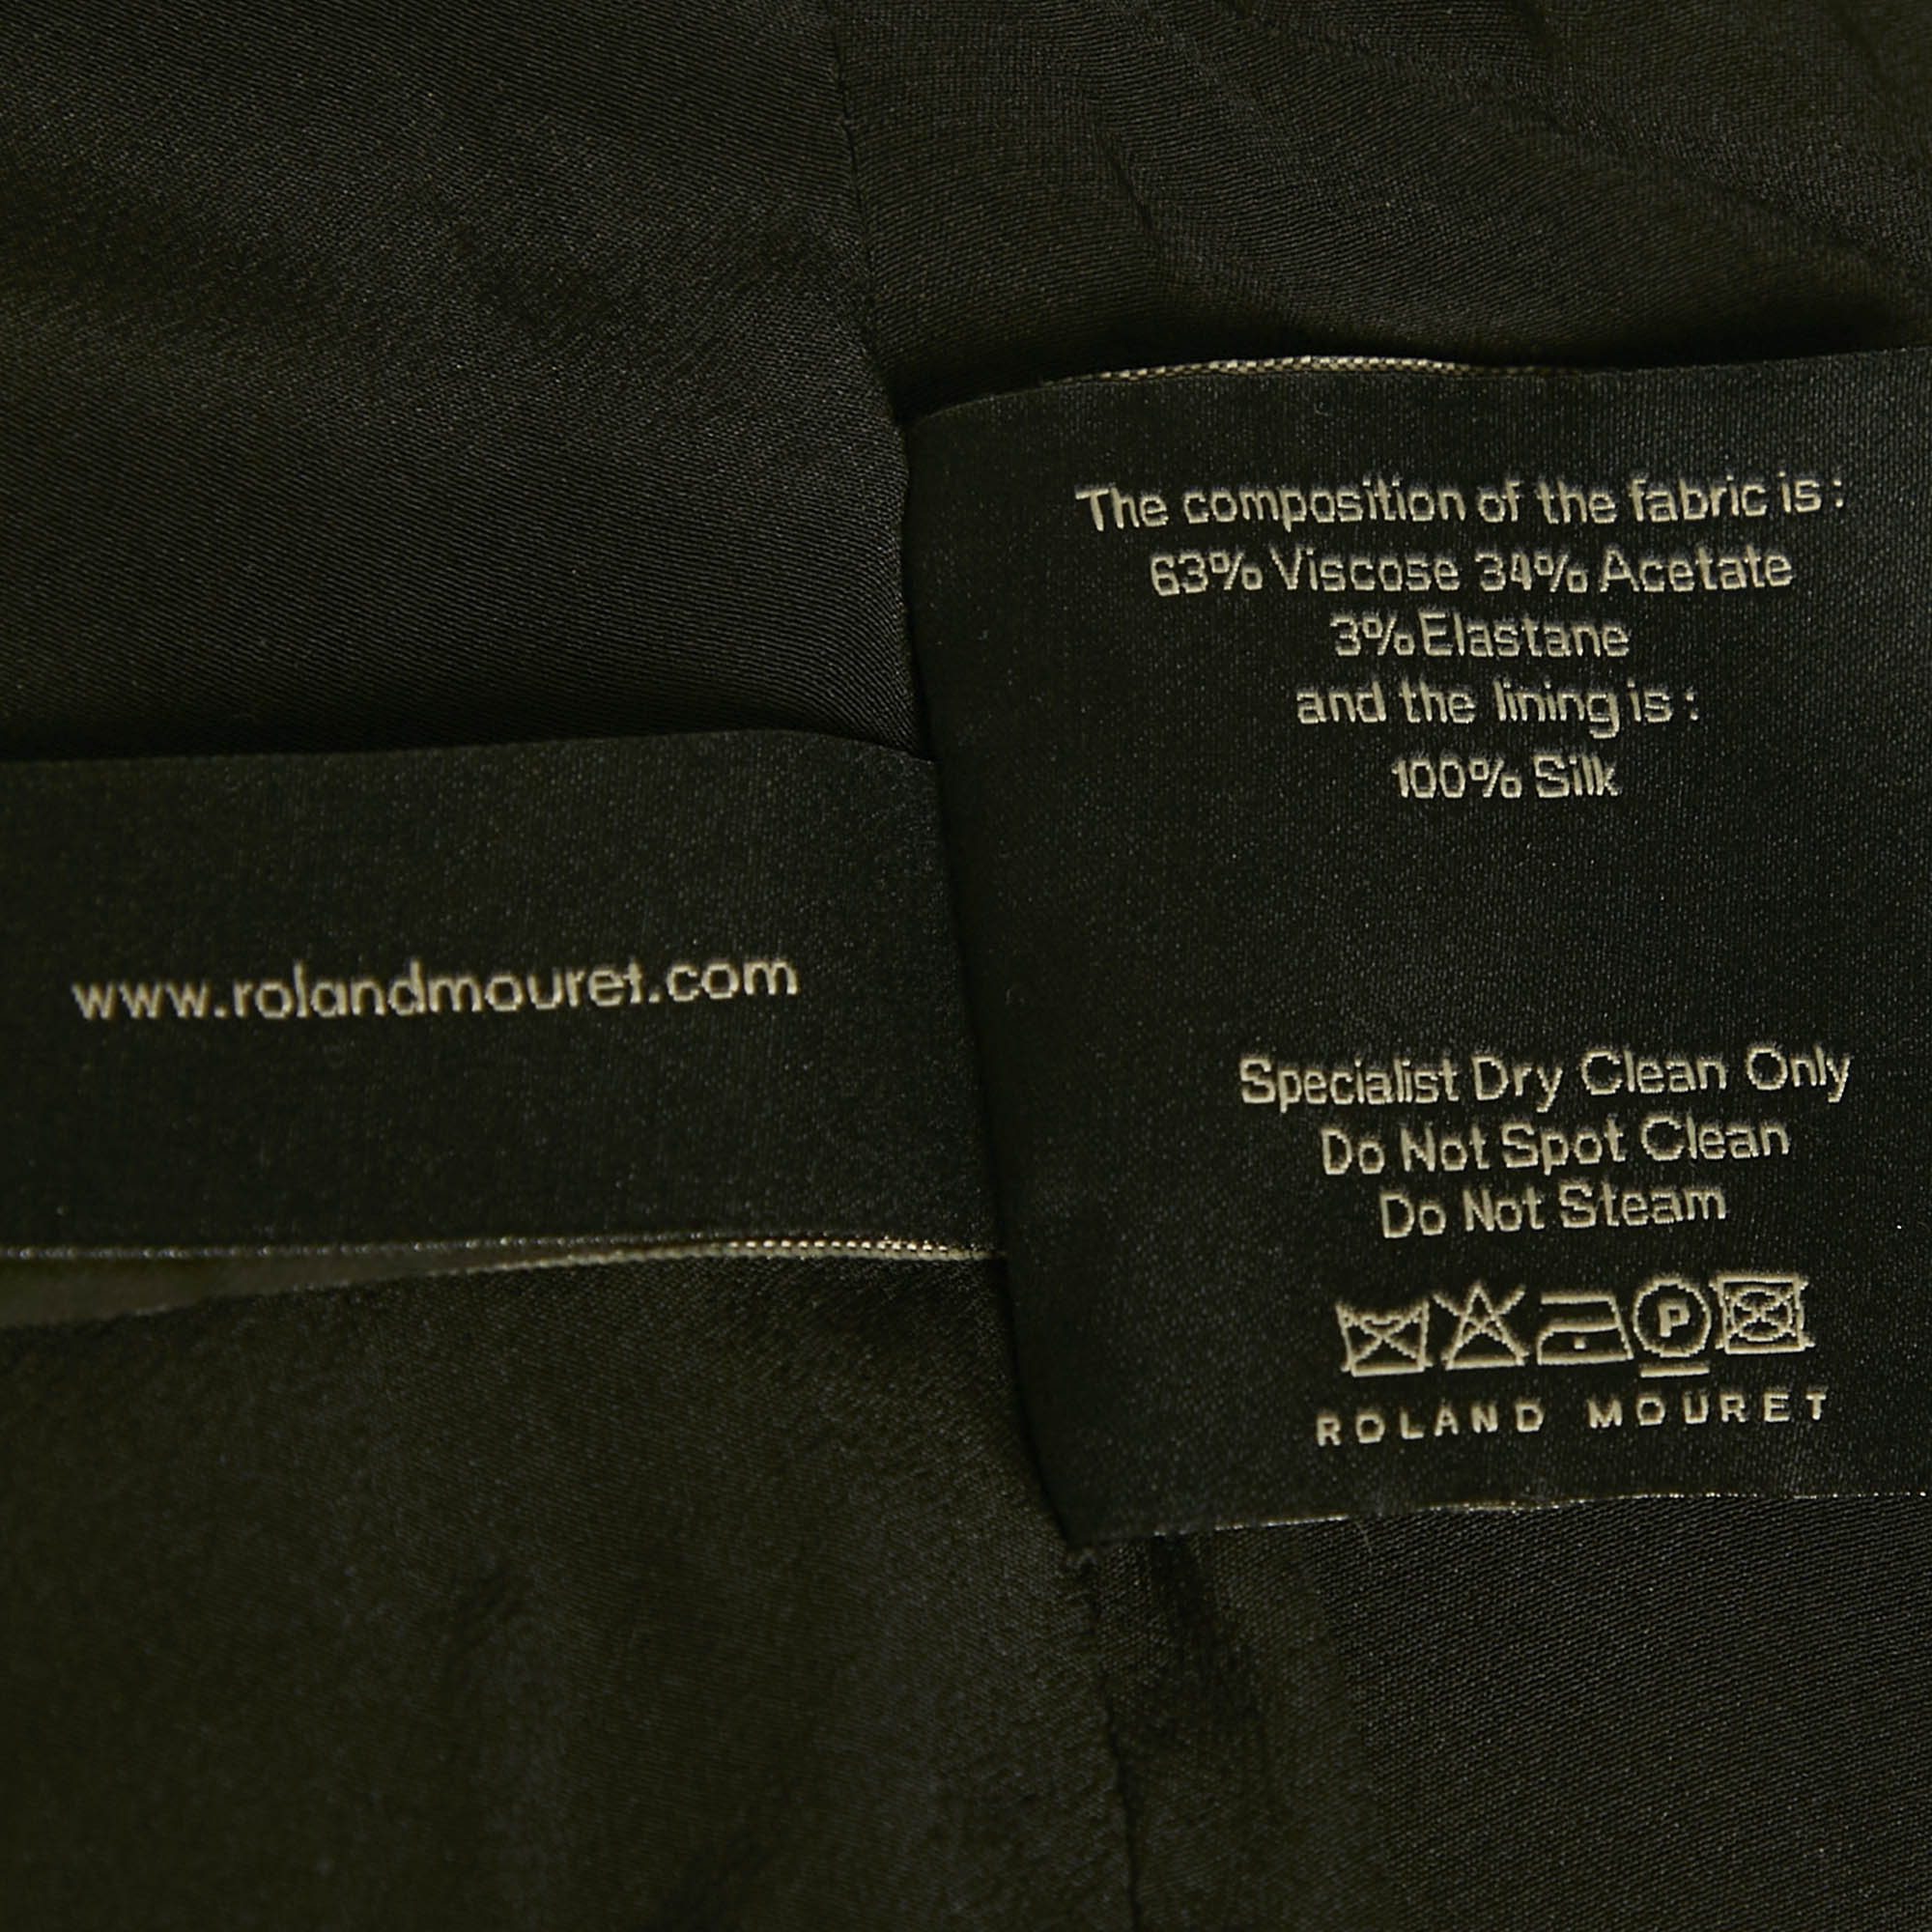 www.rolandmouret.com
The composition of the fabric is :
63% Viscose 34% Acetate
3% Elastane
and the lining is :
100% Silk
Specialist Dry Clean Only
Do Not Spot Clean
Do Not Steam
P
ROLAND MOURET